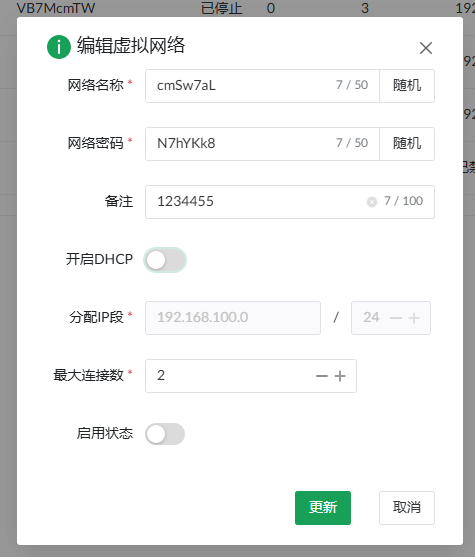 VB7McmTW 已停止 0 3 192
编辑虚拟网络
网络名称 * cmSw7aL 7 / 50 随机
网络密码 * N7hYKk8 7 / 50 随机
备注 1234455 7 / 100
开启DHCP
分配IP段 * 192.168.100.0 / 24
最大连接数 * 2
启用状态
更新 取消